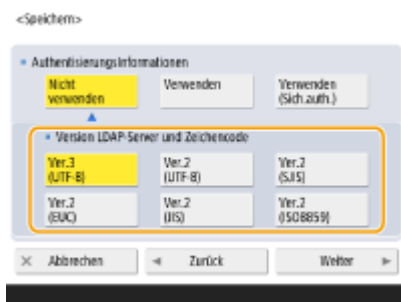 <Speichern>
Authentisierungsinformationen
Nicht verwenden
Verwenden
Verwenden (Sich.auth.)
Version LDAP-Server und Zeichencode
Ver.3 (UTF-8)
Ver.2 (UTF-8)
Ver.2 (SJIS)
Ver.2 (EUC)
Ver.2 (JIS)
Ver.2 (ISO8859)
Abbrechen
Zurück
Weiter